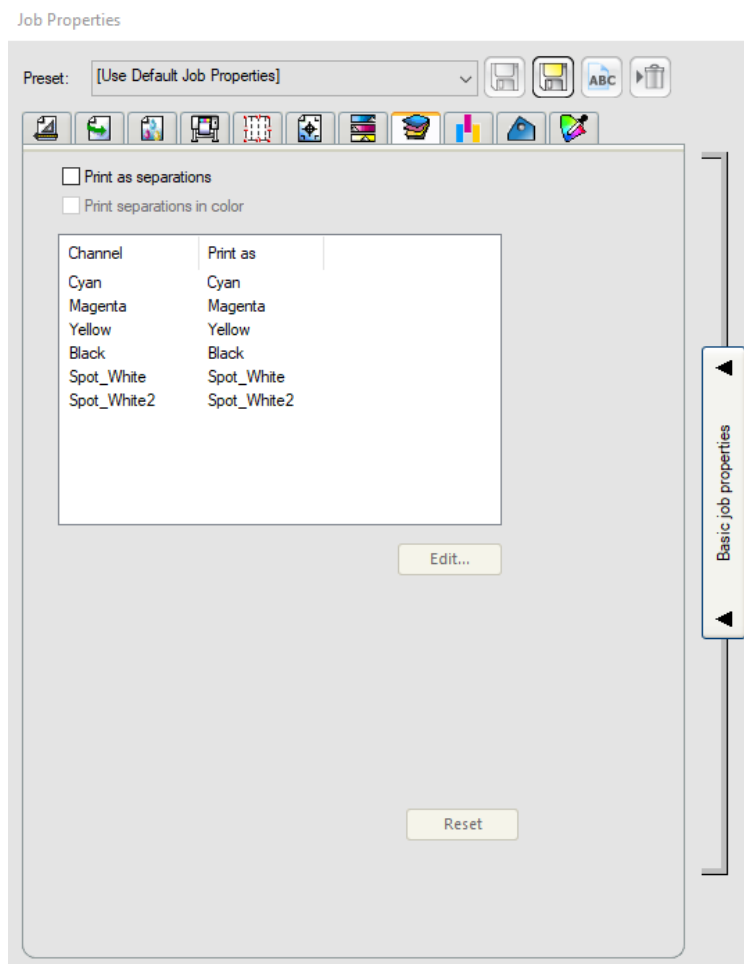 Job Properties
Preset: [Use Default Job Properties]
ABC
Print as separations
Print separations in color
Channel Print as
Cyan Cyan
Magenta Magenta
Yellow Yellow
Black Black
Spot_White Spot_White
Spot_White2 Spot_White2
Edit...
Basic job properties
Reset